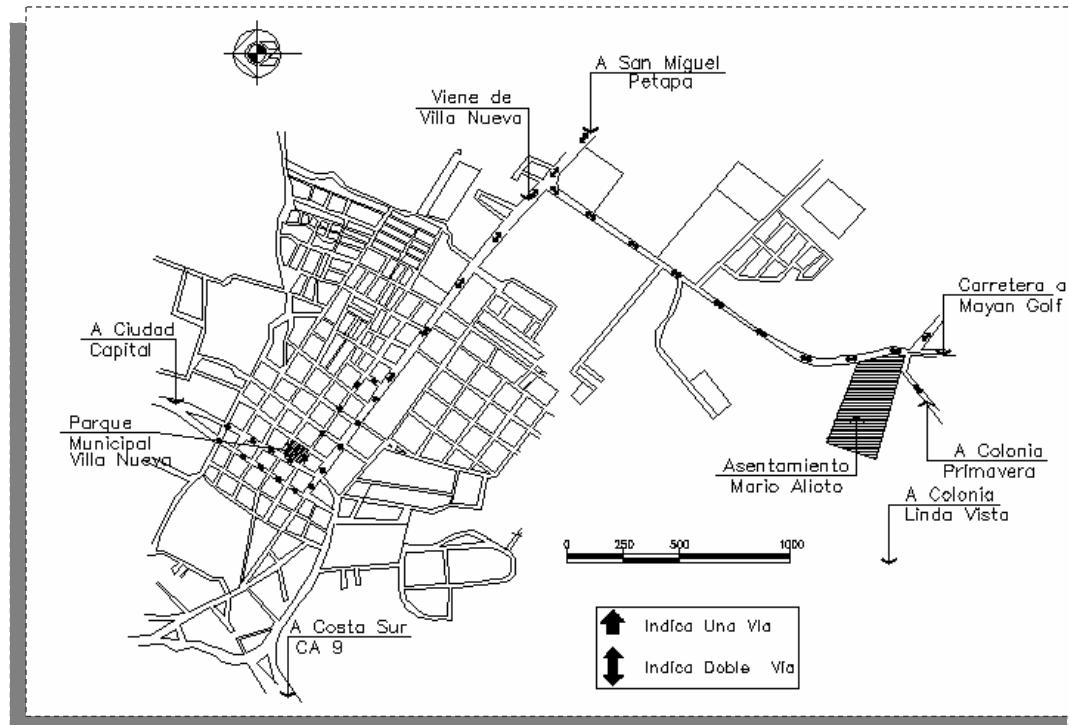 A San Miguel
Petapa
Viene de
Villa Nueva
Carretera a
Mayan Golf
A Ciudad
Capital
Parque
Municipal
Villa Nueva
Asentamiento
Mario Alioto
A Colonia
Primavera
A Colonia
Linda Vista
0 250 500 1000
Indica Una Via
Indica Doble Vía
A Costa Sur
CA 9